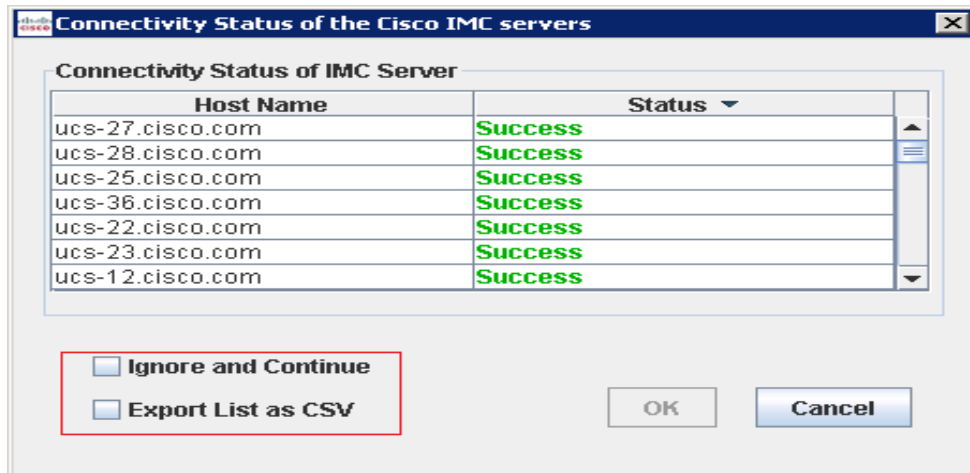 cisco Connectivity Status of the Cisco IMC servers
Connectivity Status of IMC Server
Host Name Status
ucs-27.cisco.com Success
ucs-28.cisco.com Success
ucs-25.cisco.com Success
ucs-36.cisco.com Success
ucs-22.cisco.com Success
ucs-23.cisco.com Success
ucs-12.cisco.com Success
Ignore and Continue
Export List as CSV
OK Cancel